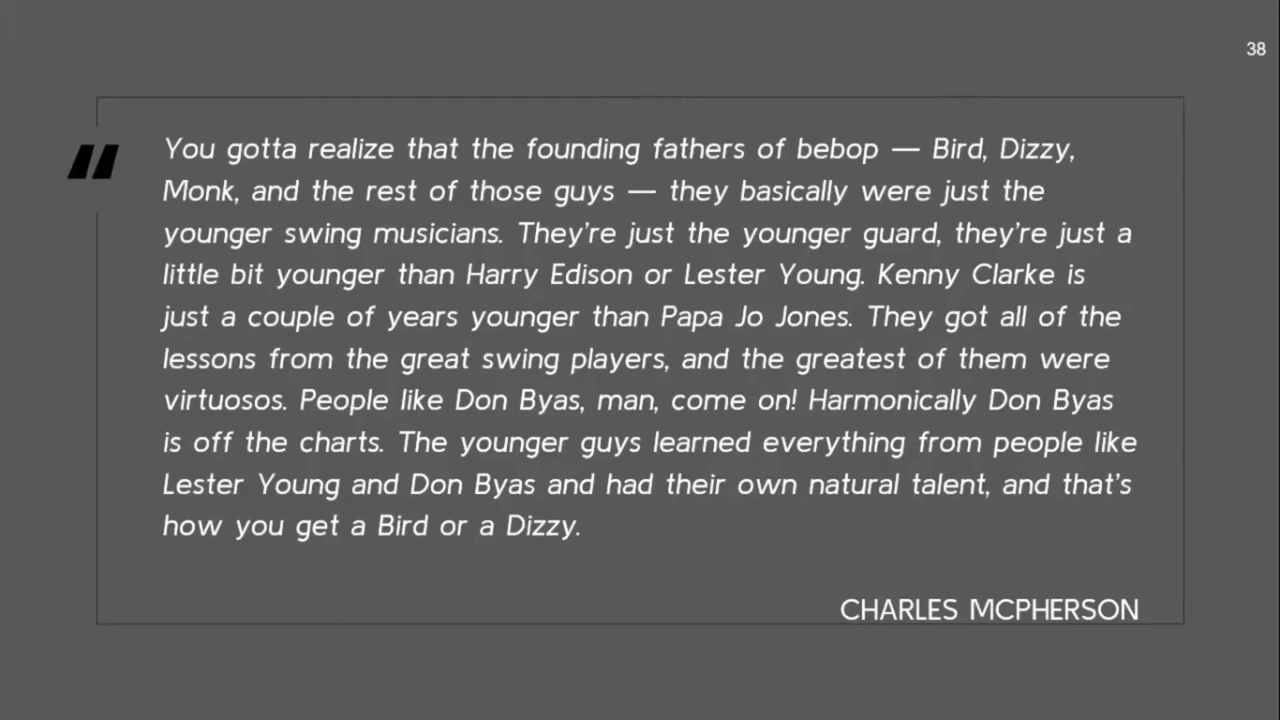 38
“
You gotta realize that the founding fathers of bebop — Bird, Dizzy,
Monk, and the rest of those guys — they basically were just the
younger swing musicians. They’re just the younger guard, they’re just a
little bit younger than Harry Edison or Lester Young. Kenny Clarke is
just a couple of years younger than Papa Jo Jones. They got all of the
lessons from the great swing players, and the greatest of them were
virtuosos. People like Don Byas, man, come on! Harmonically Don Byas
is off the charts. The younger guys learned everything from people like
Lester Young and Don Byas and had their own natural talent, and that’s
how you get a Bird or a Dizzy.
CHARLES MCPHERSON